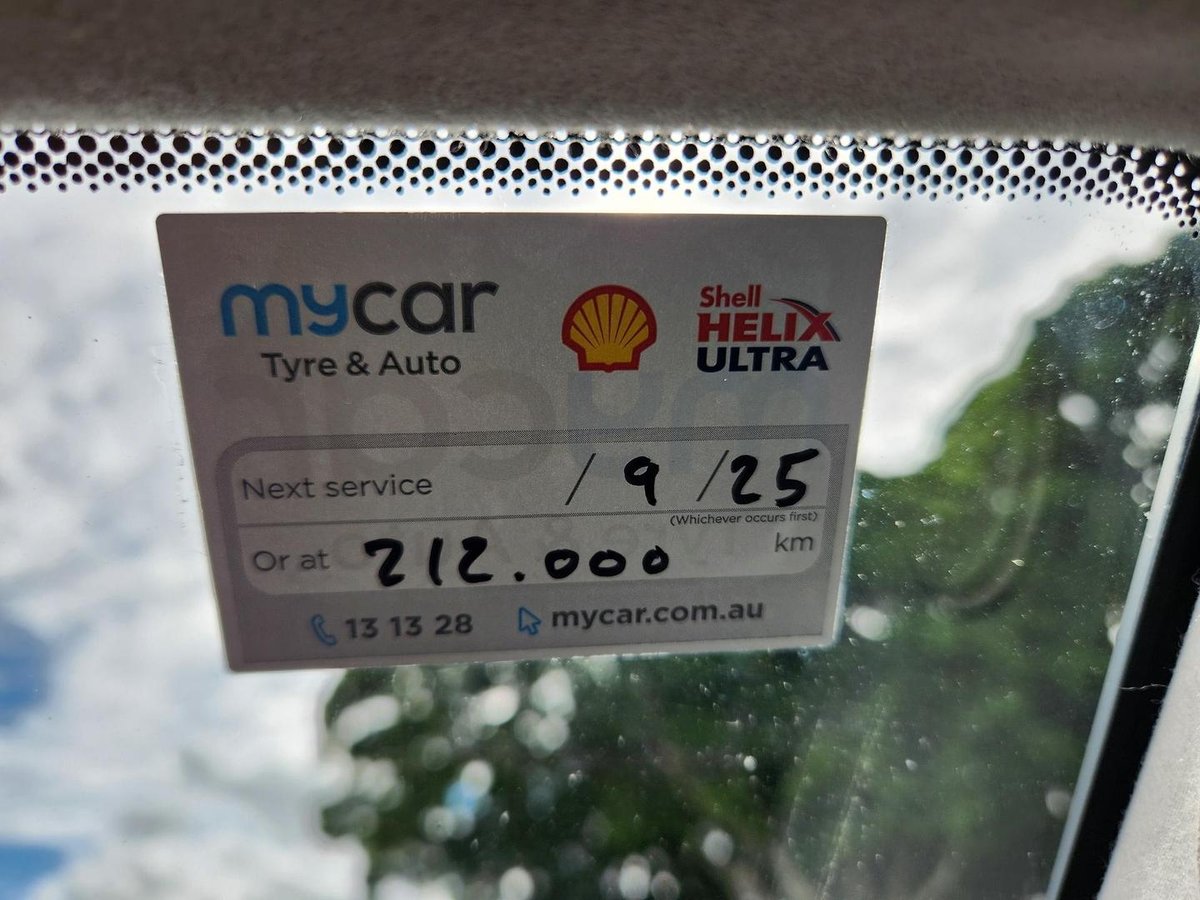 mycar
Tyre & Auto
Shell
HELIX
ULTRA
Next service / 9 / 25
(Whichever occurs first)
Or at 212.000 km
13 13 28 mycar.com.au